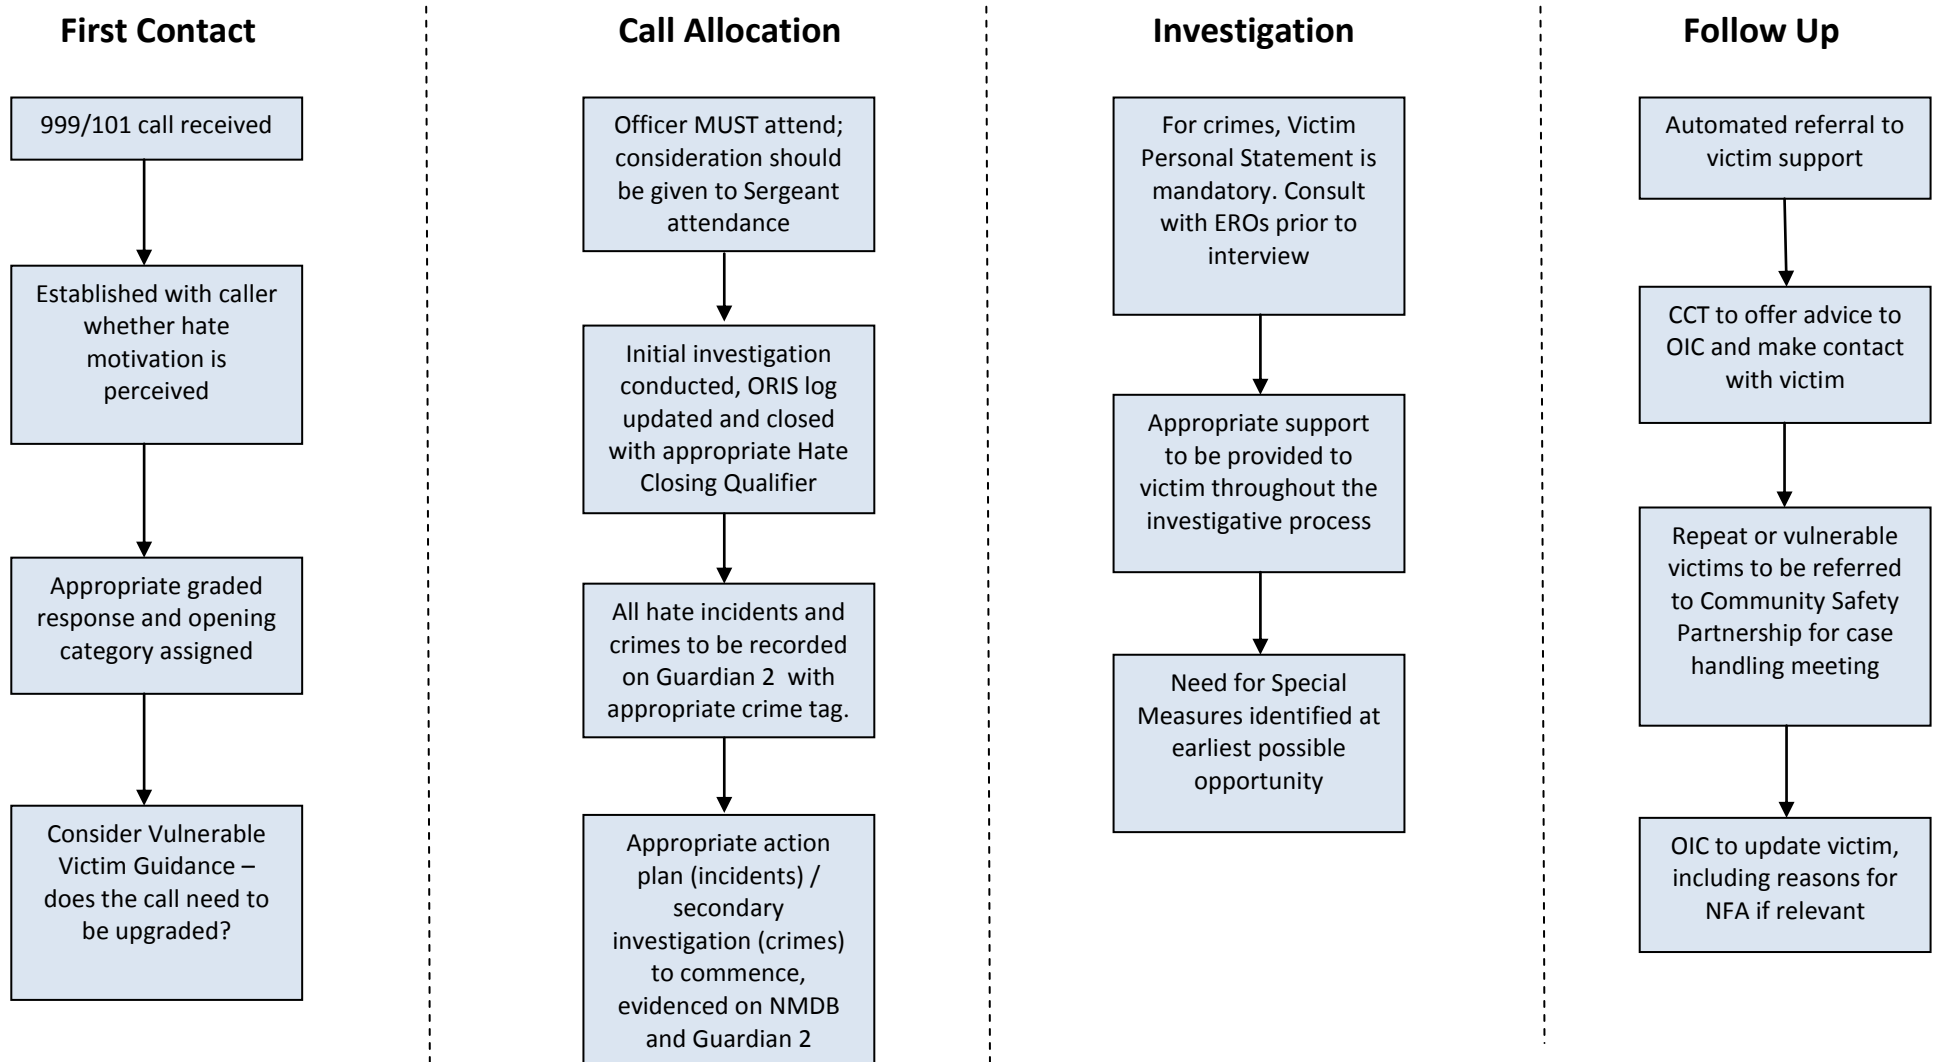 First Contact
999/101 call received
Established with caller
whether hate
motivation is
perceived
Appropriate graded
response and opening
category assigned
Consider Vulnerable
Victim Guidance –
does the call need to
be upgraded?
Call Allocation
Officer MUST attend;
consideration should
be given to Sergeant
attendance
Initial investigation
conducted, ORIS log
updated and closed
with appropriate Hate
Closing Qualifier
All hate incidents and
crimes to be recorded
on Guardian 2 with
appropriate crime tag.
Appropriate action
plan (incidents) /
secondary
investigation (crimes)
to commence,
evidenced on NMDB
and Guardian 2
Investigation
For crimes, Victim
Personal Statement is
mandatory. Consult
with EROs prior to
interview
Appropriate support
to be provided to
victim throughout the
investigative process
Need for Special
Measures identified at
earliest possible
opportunity
Follow Up
Automated referral to
victim support
CCT to offer advice to
OIC and make contact
with victim
Repeat or vulnerable
victims to be referred
to Community Safety
Partnership for case
handling meeting
OIC to update victim,
including reasons for
NFA if relevant